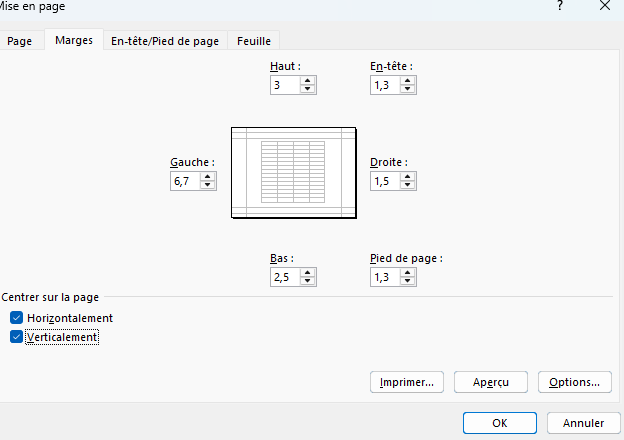 Mise en page ? X
Page Marges En-tête/Pied de page Feuille
Haut : En-tête :
3 1,3
Gauche : Droite :
6,7 1,5
Bas : Pied de page :
2,5 1,3
Centrer sur la page
Horizontalement
Verticalement
Imprimer... Aperçu Options...
OK Annuler